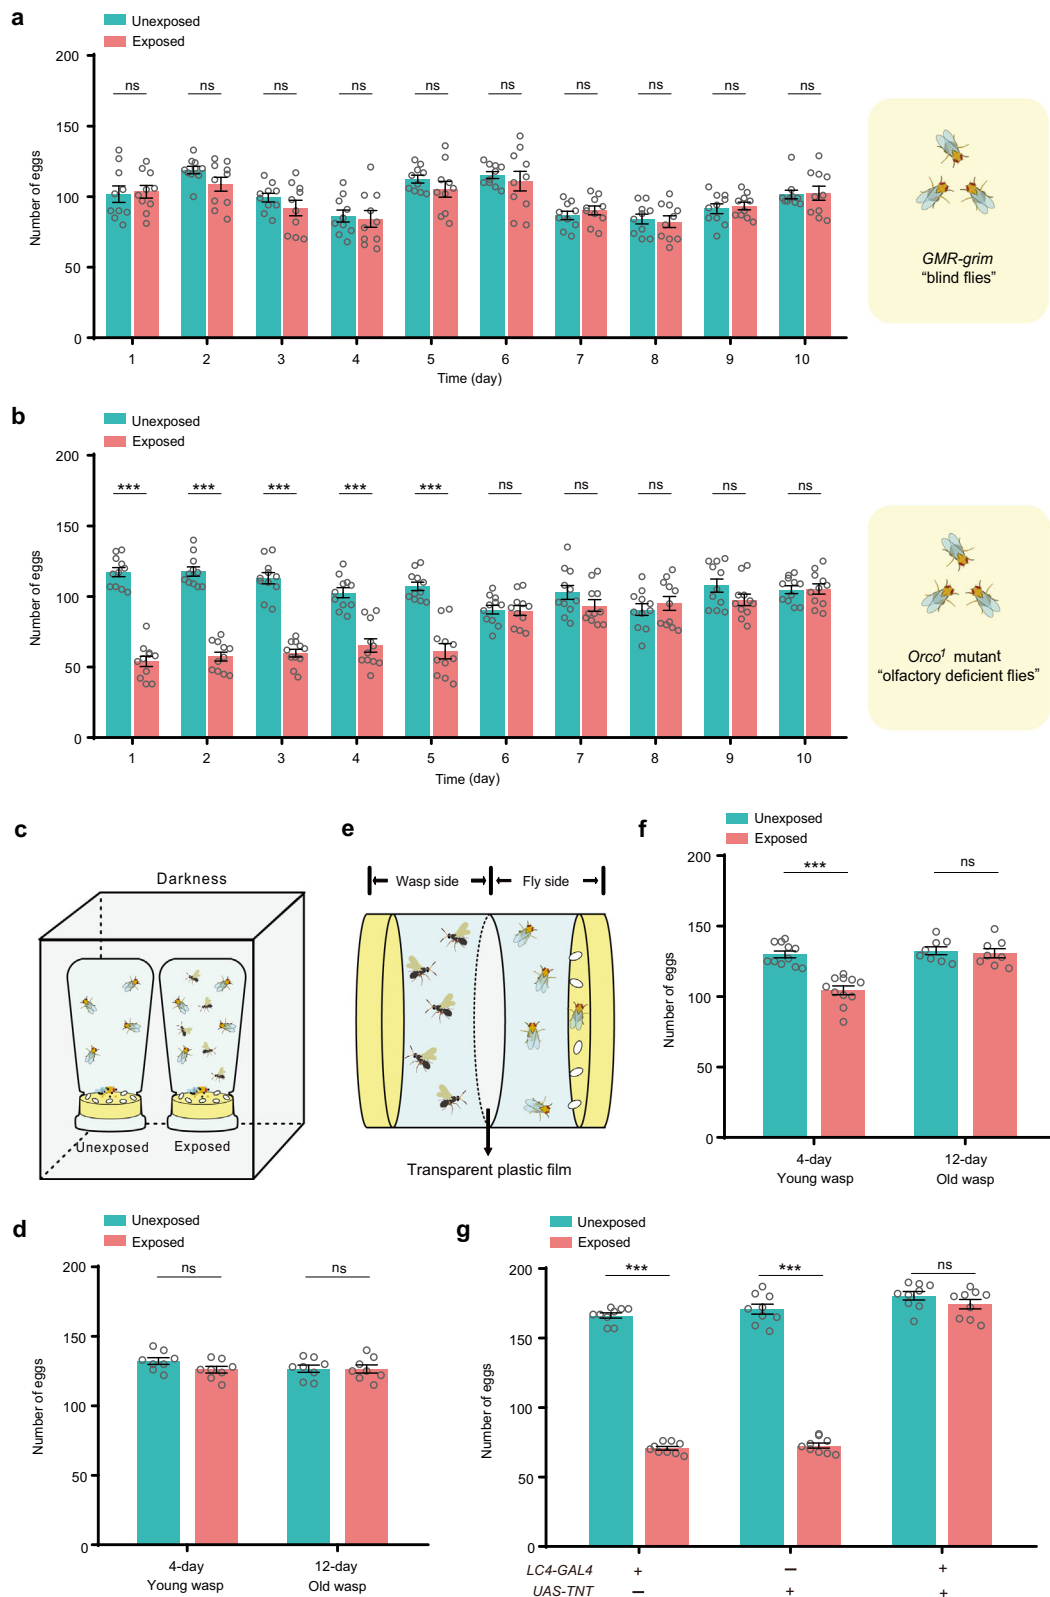 a
Unexposed
Exposed
200
150
100
50
0
Number of eggs
ns ns ns ns ns ns ns ns ns ns
1 2 3 4 5 6 7 8 9 10
Time (day)
GMR-grim
“blind flies”
b
Unexposed
Exposed
200
150
100
50
0
Number of eggs
*** *** *** *** *** ns ns ns ns ns
1 2 3 4 5 6 7 8 9 10
Time (day)
Orco¹ mutant
“olfactory deficient flies”
c
Darkness
Unexposed Exposed
e
Wasp side Fly side
Transparent plastic film
f
Unexposed
Exposed
200
150
100
50
0
Number of eggs
*** ns
4-day 12-day
Young wasp Old wasp
d
Unexposed
Exposed
200
150
100
50
0
Number of eggs
ns ns
4-day 12-day
Young wasp Old wasp
g
Unexposed
Exposed
200
150
100
50
0
Number of eggs
*** *** ns
LC4-GAL4 + − +
UAS-TNT − + +